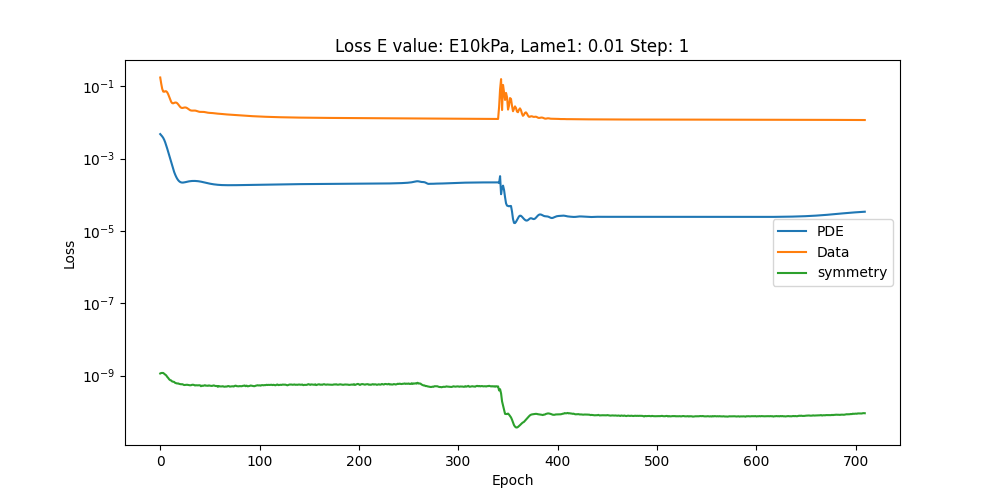 Loss E value: E10kPa, Lame1: 0.01 Step: 1
Loss
10⁻¹
10⁻³
10⁻⁵
10⁻⁷
10⁻⁹
PDE
Data
symmetry
0 100 200 300 400 500 600 700
Epoch